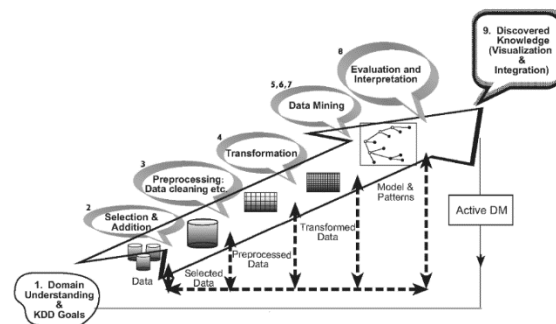 9. Discovered
Knowledge
(Visualization
&
Integration)
8
Evaluation and
Interpretation
5,6,7
Data Mining
4
Transformation
3
Preprocessing:
Data cleaning etc.
2
Selection &
Addition
Model &
Patterns
Transformed
Data
Preprocessed
Data
Selected
Data
Data
Active DM
1. Domain
Understanding
& KDD Goals